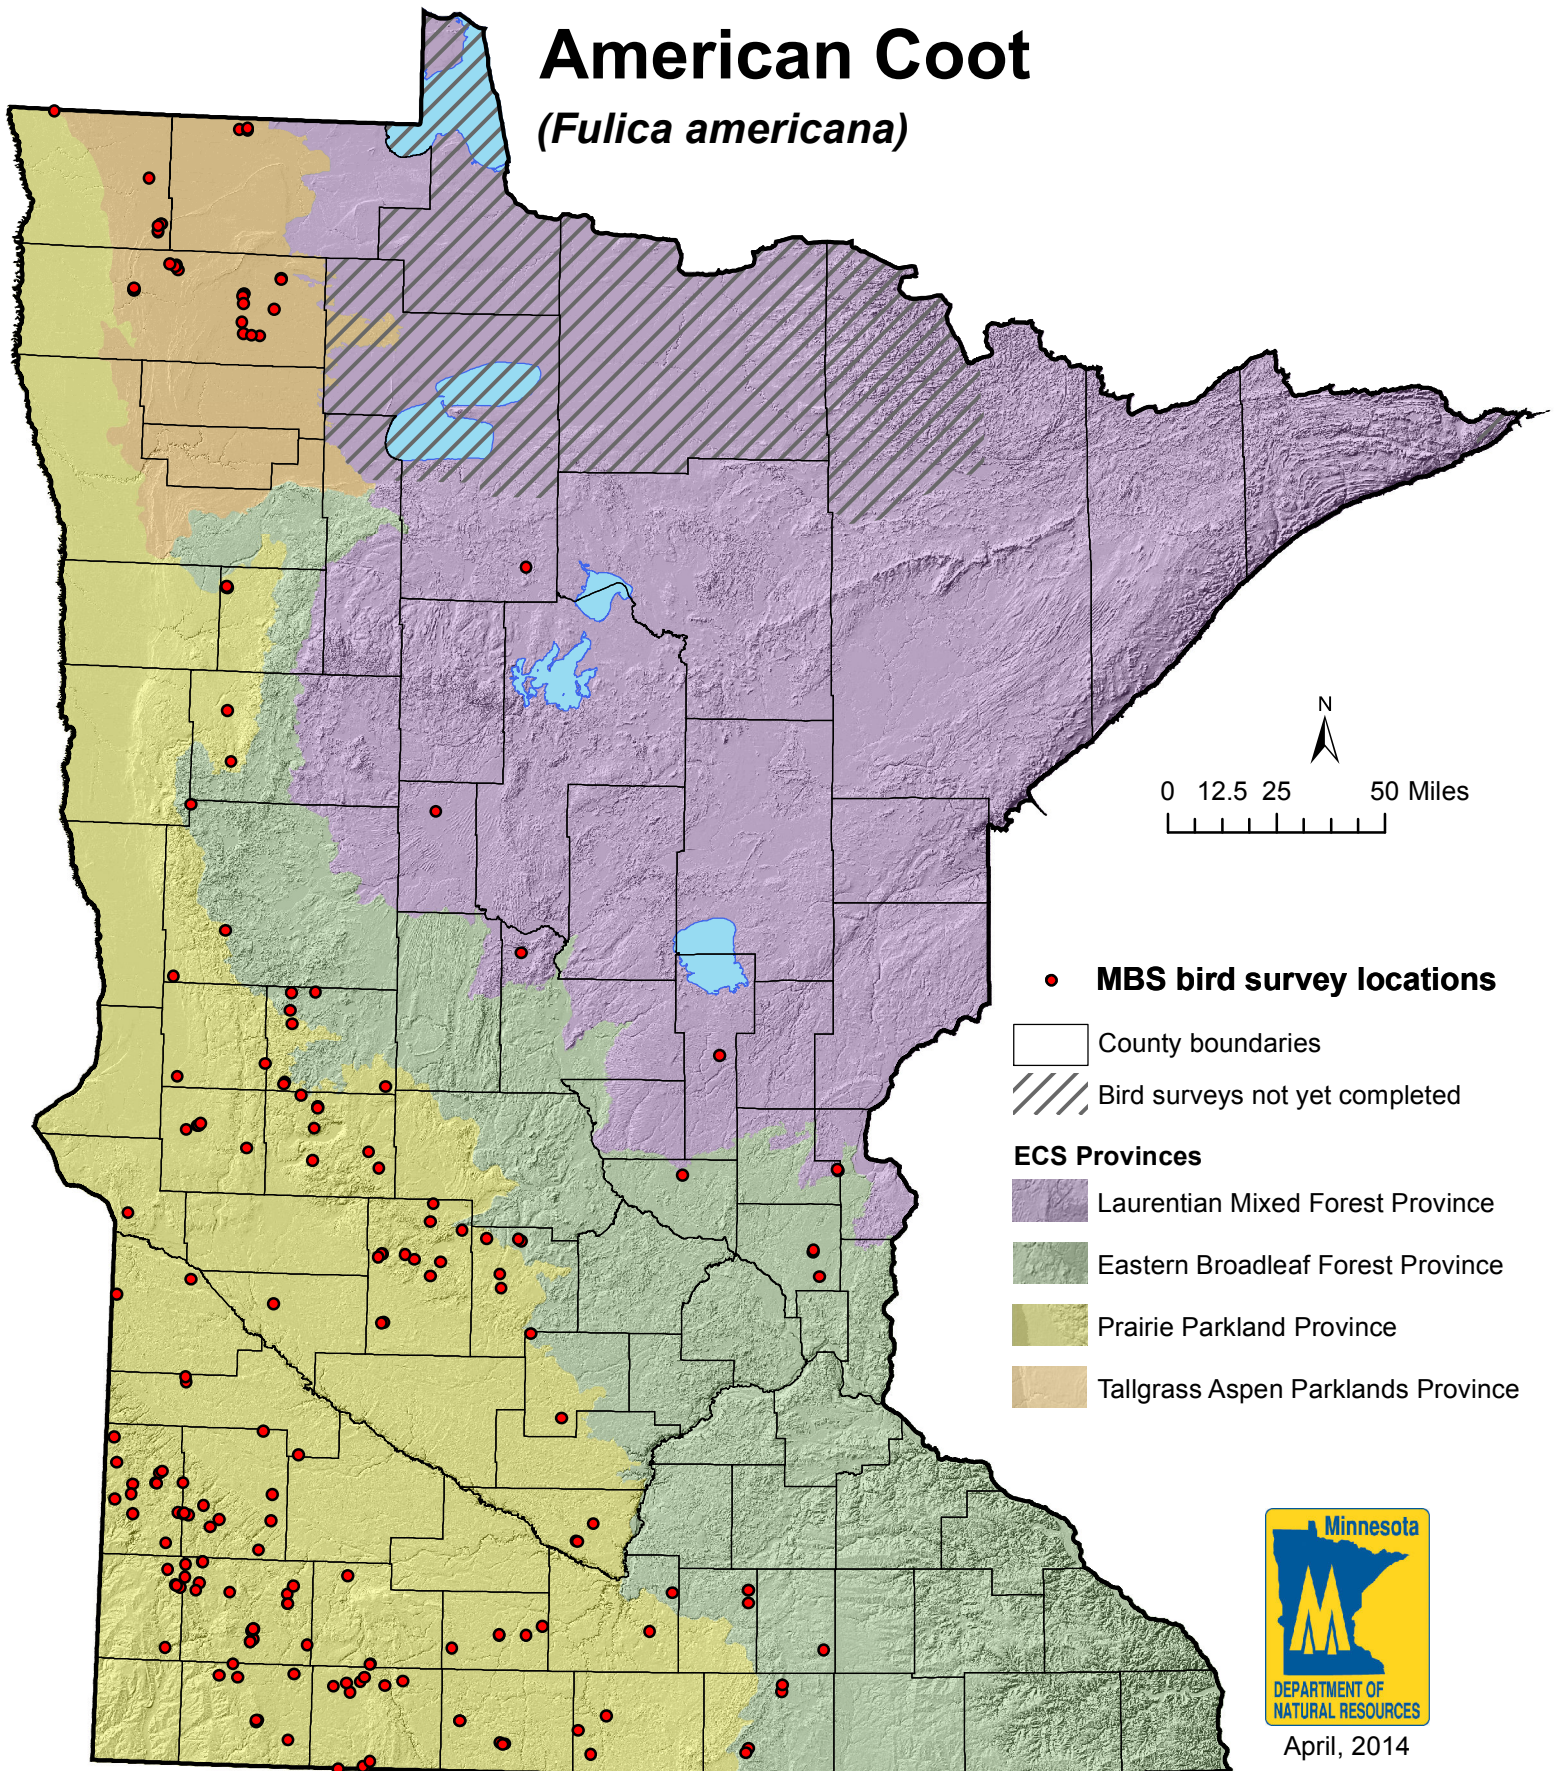 American Coot
(Fulica americana)
N
0 12.5 25 50 Miles
MBS bird survey locations
County boundaries
Bird surveys not yet completed
ECS Provinces
Laurentian Mixed Forest Province
Eastern Broadleaf Forest Province
Prairie Parkland Province
Tallgrass Aspen Parklands Province
Minnesota
DEPARTMENT OF
NATURAL RESOURCES
April, 2014